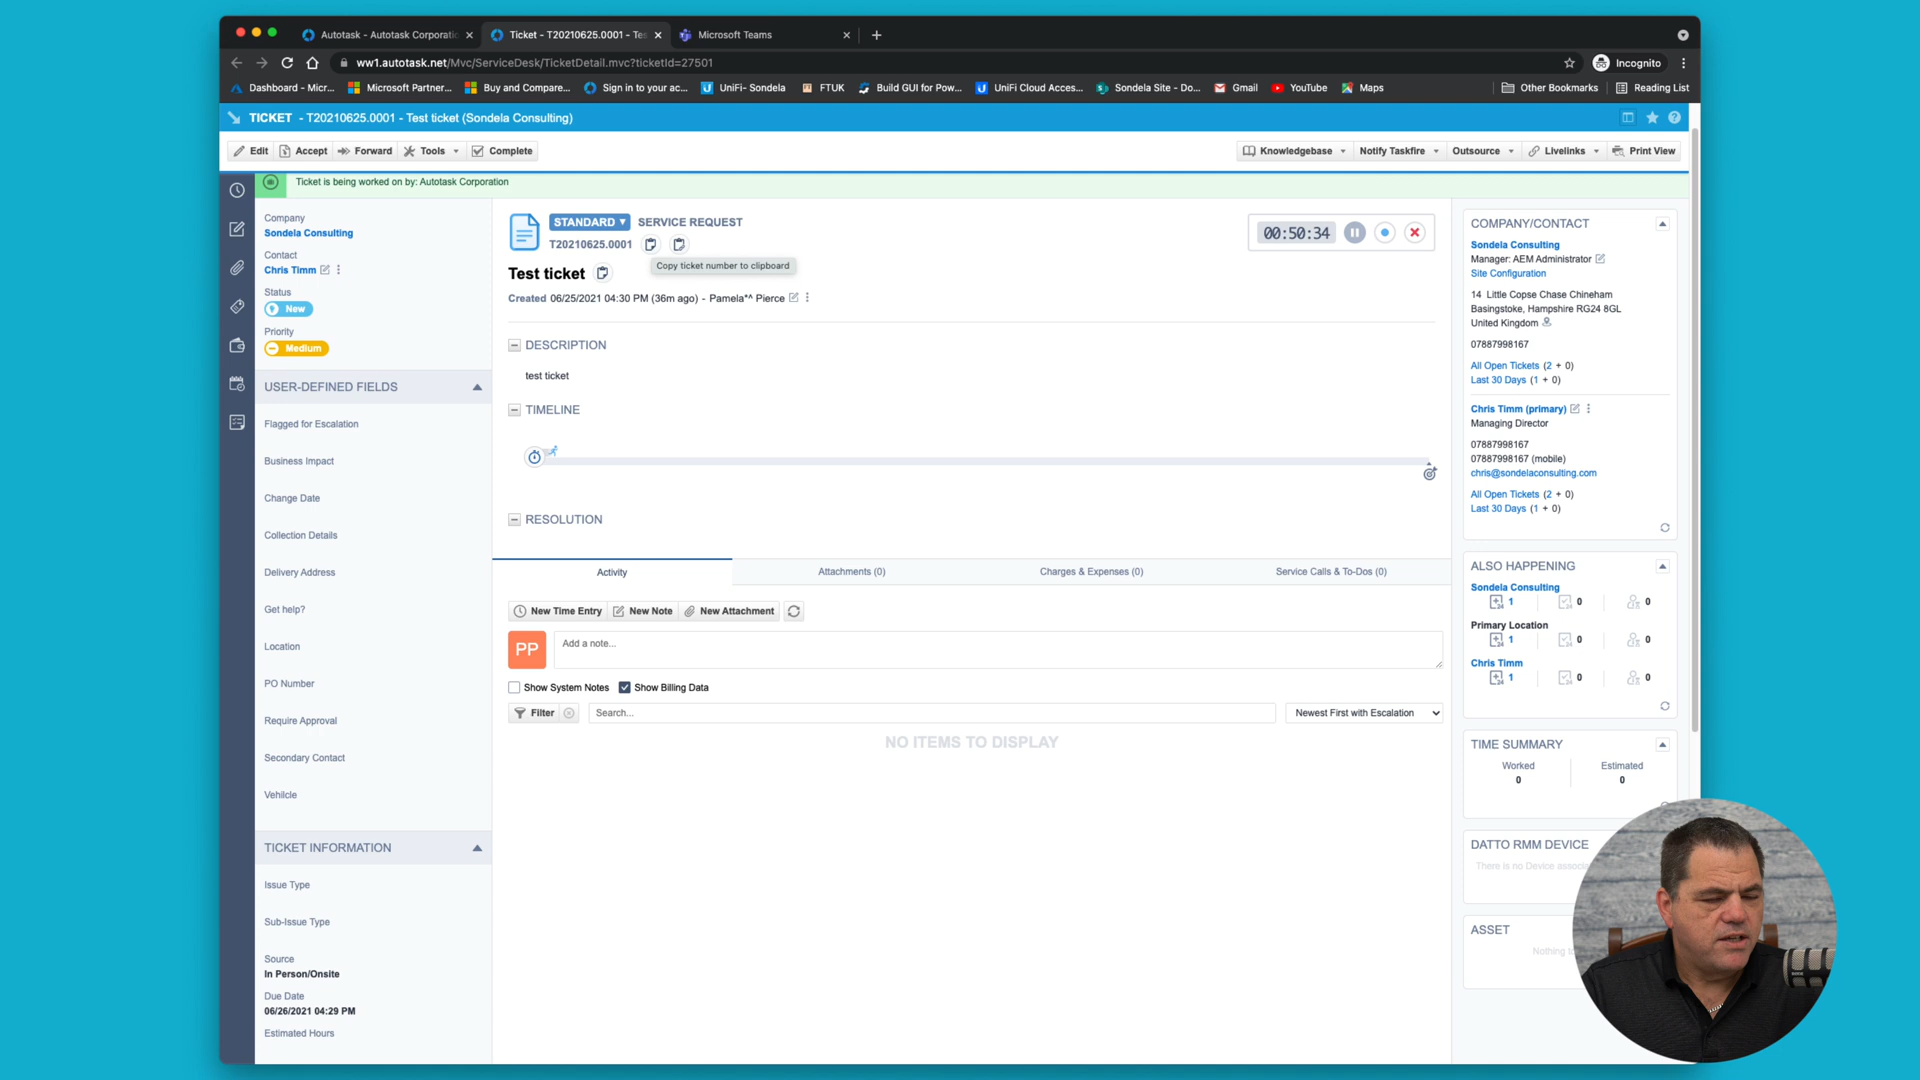 Autotask - Autotask Corporatic
Ticket - T20210625.0001 - Tes
Microsoft Teams
ww1.autotask.net/Mvc/ServiceDesk/TicketDetail.mvc?ticketId=27501
Incognito
Dashboard - Micr...
Microsoft Partner...
Buy and Compare...
Sign in to your ac...
UniFi- Sondela
FTUK
Build GUI for Pow...
UniFi Cloud Acces...
Sondela Site - Do...
Gmail
YouTube
Maps
Other Bookmarks
Reading List
TICKET - T20210625.0001 - Test ticket (Sondela Consulting)
Edit
Accept
Forward
Tools
Complete
Knowledgebase
Notify Taskfire
Outsource
Livelinks
Print View
Ticket is being worked on by: Autotask Corporation
Company
Sondela Consulting
Contact
Chris Timm
Status
New
Priority
Medium
USER-DEFINED FIELDS
Flagged for Escalation
Business Impact
Change Date
Collection Details
Delivery Address
Get help?
Location
PO Number
Require Approval
Secondary Contact
Vehilcle
TICKET INFORMATION
Issue Type
Sub-Issue Type
Source
In Person/Onsite
Due Date
06/26/2021 04:29 PM
Estimated Hours
STANDARD
SERVICE REQUEST
T20210625.0001
Copy ticket number to clipboard
Test ticket
Created 06/25/2021 04:30 PM (36m ago) - Pamela*^ Pierce
00:50:34
DESCRIPTION
test ticket
TIMELINE
RESOLUTION
Activity
Attachments (0)
Charges & Expenses (0)
Service Calls & To-Dos (0)
New Time Entry
New Note
New Attachment
PP
Add a note...
Show System Notes
Show Billing Data
Filter
Search...
Newest First with Escalation
NO ITEMS TO DISPLAY
COMPANY/CONTACT
Sondela Consulting
Manager: AEM Administrator
Site Configuration
14 Little Copse Chase Chineham
Basingstoke, Hampshire RG24 8GL
United Kingdom
07887998167
All Open Tickets (2 + 0)
Last 30 Days (1 + 0)
Chris Timm (primary)
Managing Director
07887998167
07887998167 (mobile)
chris@sondelaconsulting.com
All Open Tickets (2 + 0)
Last 30 Days (1 + 0)
ALSO HAPPENING
Sondela Consulting
1 0 0
Primary Location
1 0 0
Chris Timm
1 0 0
TIME SUMMARY
Worked
Estimated
0
0
DATTO RMM DEVICE
There is no Device associa
ASSET
Nothing t